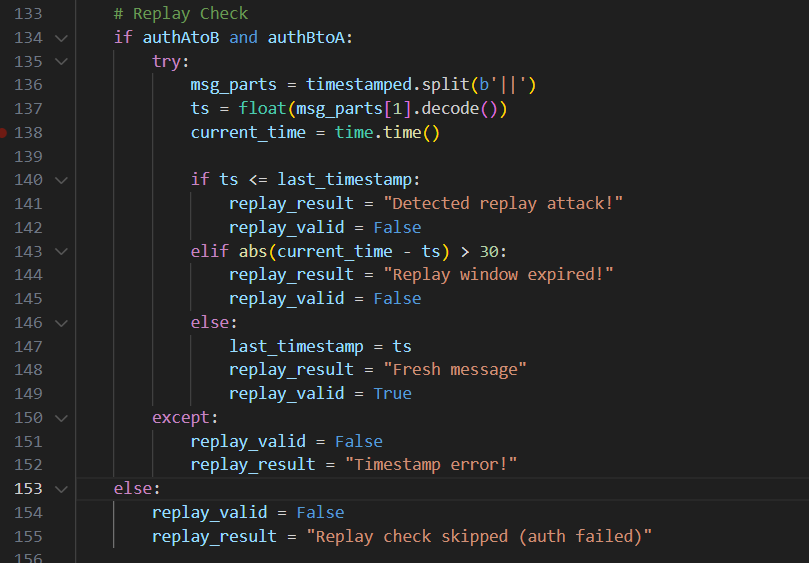 133 # Replay Check
134 if authAtoB and authBtoA:
135 try:
136 msg_parts = timestamped.split(b'||')
137 ts = float(msg_parts[1].decode())
138 current_time = time.time()
139
140 if ts <= last_timestamp:
141 replay_result = "Detected replay attack!"
142 replay_valid = False
143 elif abs(current_time - ts) > 30:
144 replay_result = "Replay window expired!"
145 replay_valid = False
146 else:
147 last_timestamp = ts
148 replay_result = "Fresh message"
149 replay_valid = True
150 except:
151 replay_valid = False
152 replay_result = "Timestamp error!"
153 else:
154 replay_valid = False
155 replay_result = "Replay check skipped (auth failed)"
156